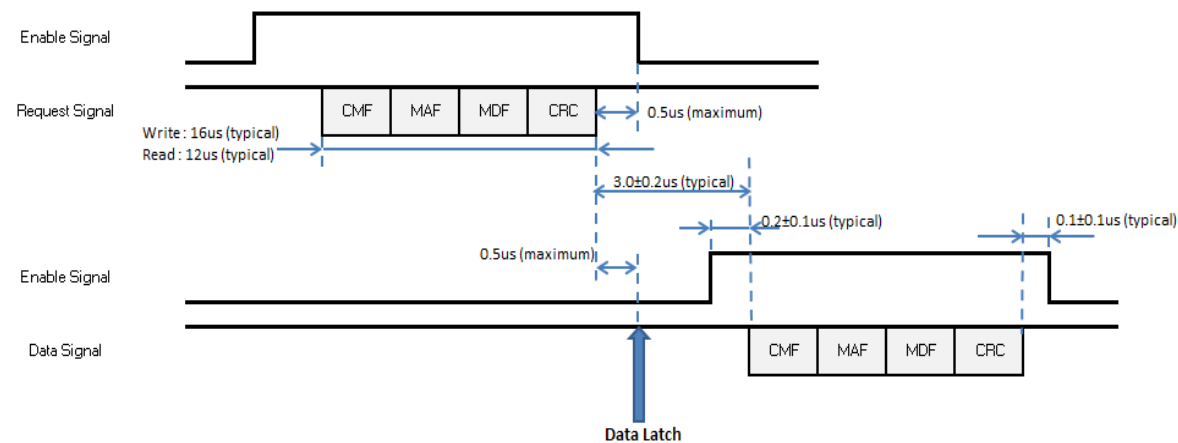 Enable Signal
Request Signal
CMF MAF MDF CRC
0.5us (maximum)
Write : 16us (typical)
Read : 12us (typical)
3.0±0.2us (typical)
0.2±0.1us (typical)
0.1±0.1us (typical)
0.5us (maximum)
Enable Signal
Data Signal
CMF MAF MDF CRC
Data Latch